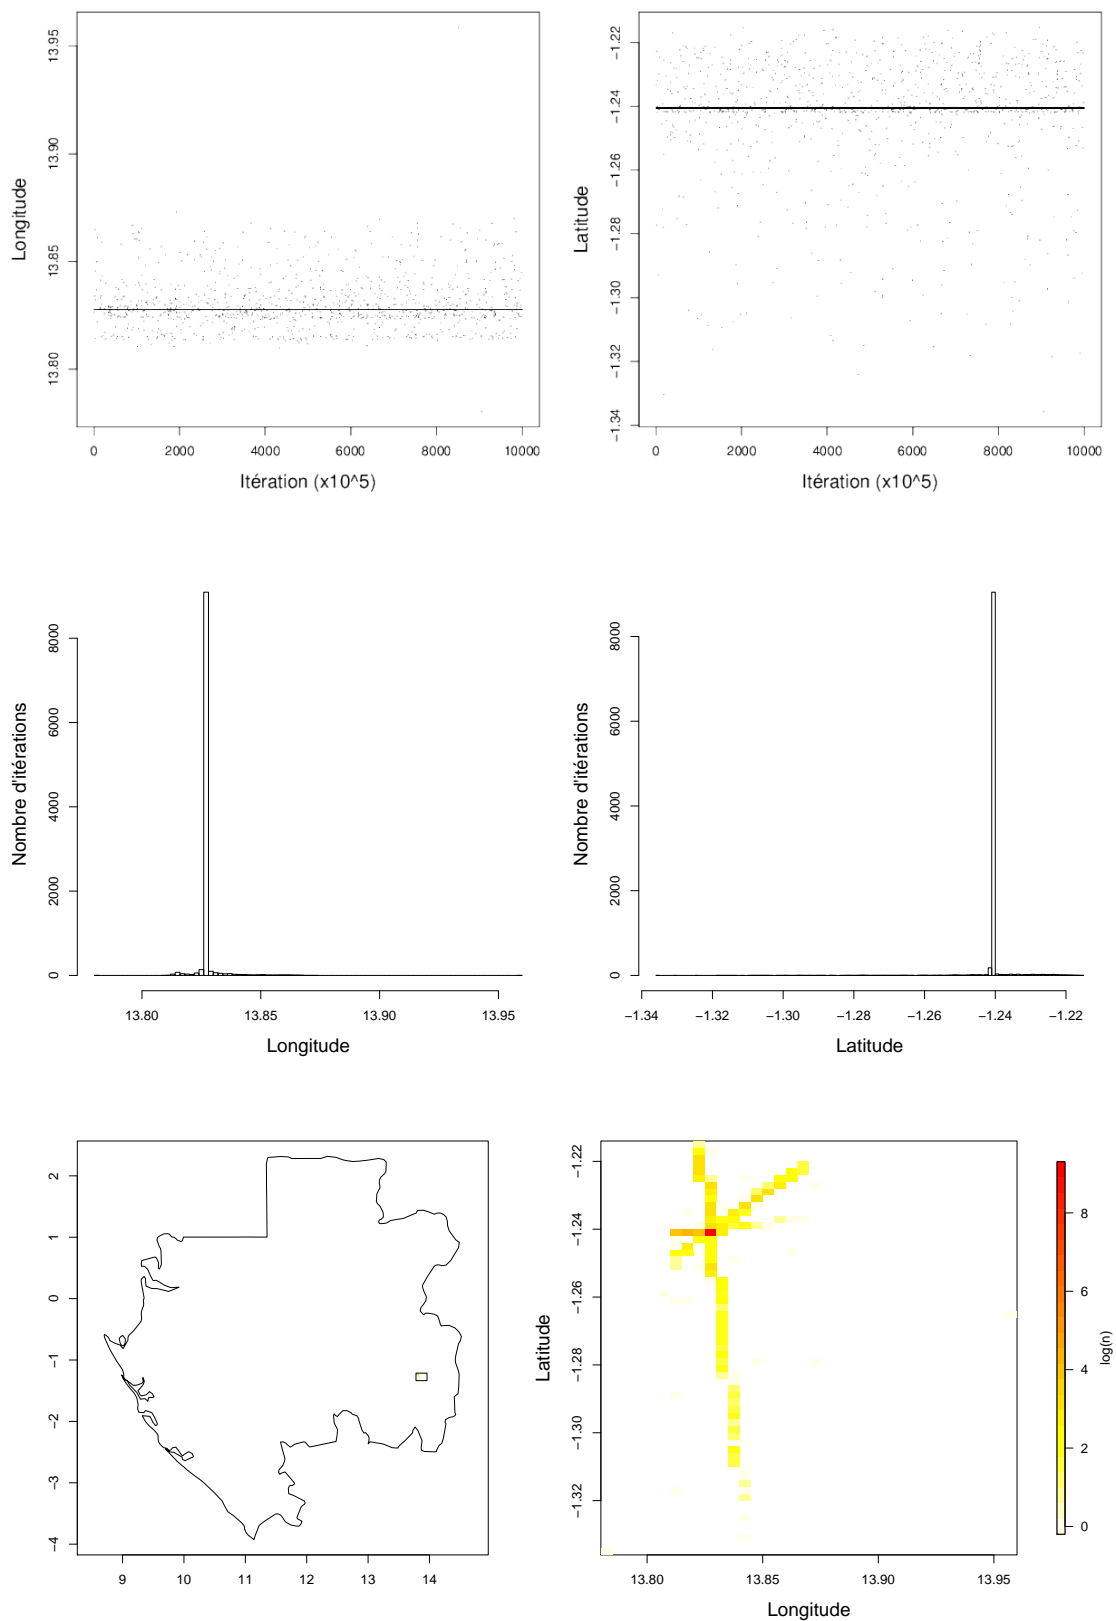 13.95
13.90
13.85
13.80
Longitude
0 2000 4000 6000 8000 10000
Itération (x10^5)
−1.22
−1.24
−1.26
−1.28
−1.30
−1.32
−1.34
Latitude
0 2000 4000 6000 8000 10000
Itération (x10^5)
8000
6000
4000
2000
0
Nombre d'itérations
13.80 13.85 13.90 13.95
Longitude
8000
6000
4000
2000
0
Nombre d'itérations
−1.34 −1.32 −1.30 −1.28 −1.26 −1.24 −1.22
Latitude
2
1
0
−1
−2
−3
−4
9 10 11 12 13 14
−1.22
−1.24
−1.26
−1.28
−1.30
−1.32
Latitude
13.80 13.85 13.90 13.95
Longitude
8
6
4
2
0
log(n)